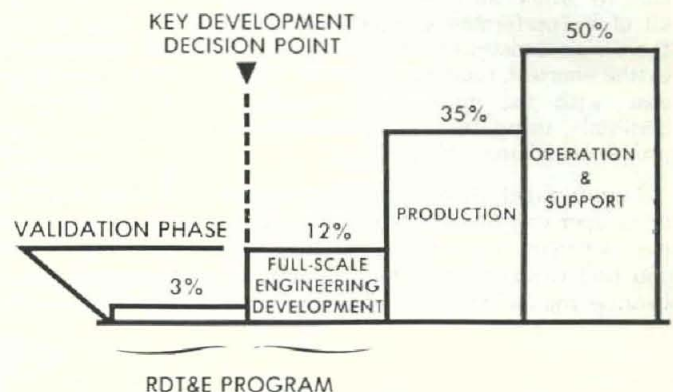 KEY DEVELOPMENT
DECISION POINT
50%
35%
OPERATION
&
SUPPORT
PRODUCTION
VALIDATION PHASE
12%
FULL-SCALE
ENGINEERING
DEVELOPMENT
3%
RDT&E PROGRAM